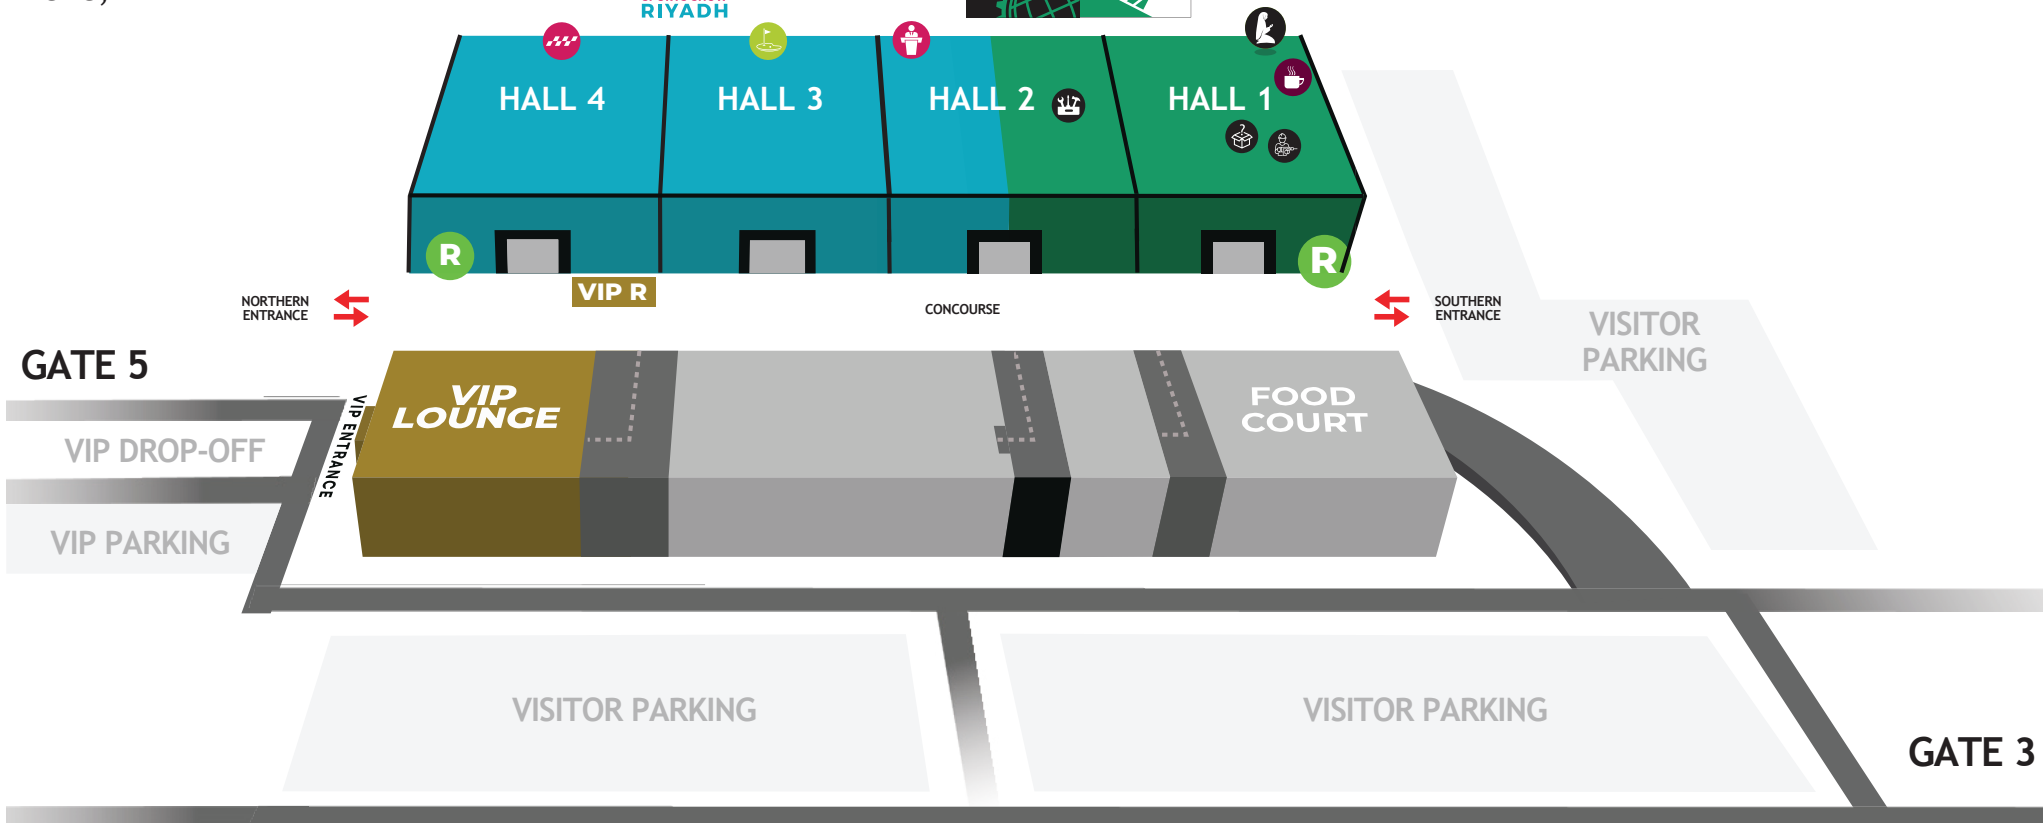 RIYADH
HALL 4
HALL 3
HALL 2
HALL 1
R
R
VIP R
NORTHERN
ENTRANCE
CONCOURSE
SOUTHERN
ENTRANCE
VISITOR
PARKING
GATE 5
VIP
LOUNGE
FOOD
COURT
VIP ENTRANCE
VIP DROP-OFF
VIP PARKING
VISITOR PARKING
VISITOR PARKING
GATE 3